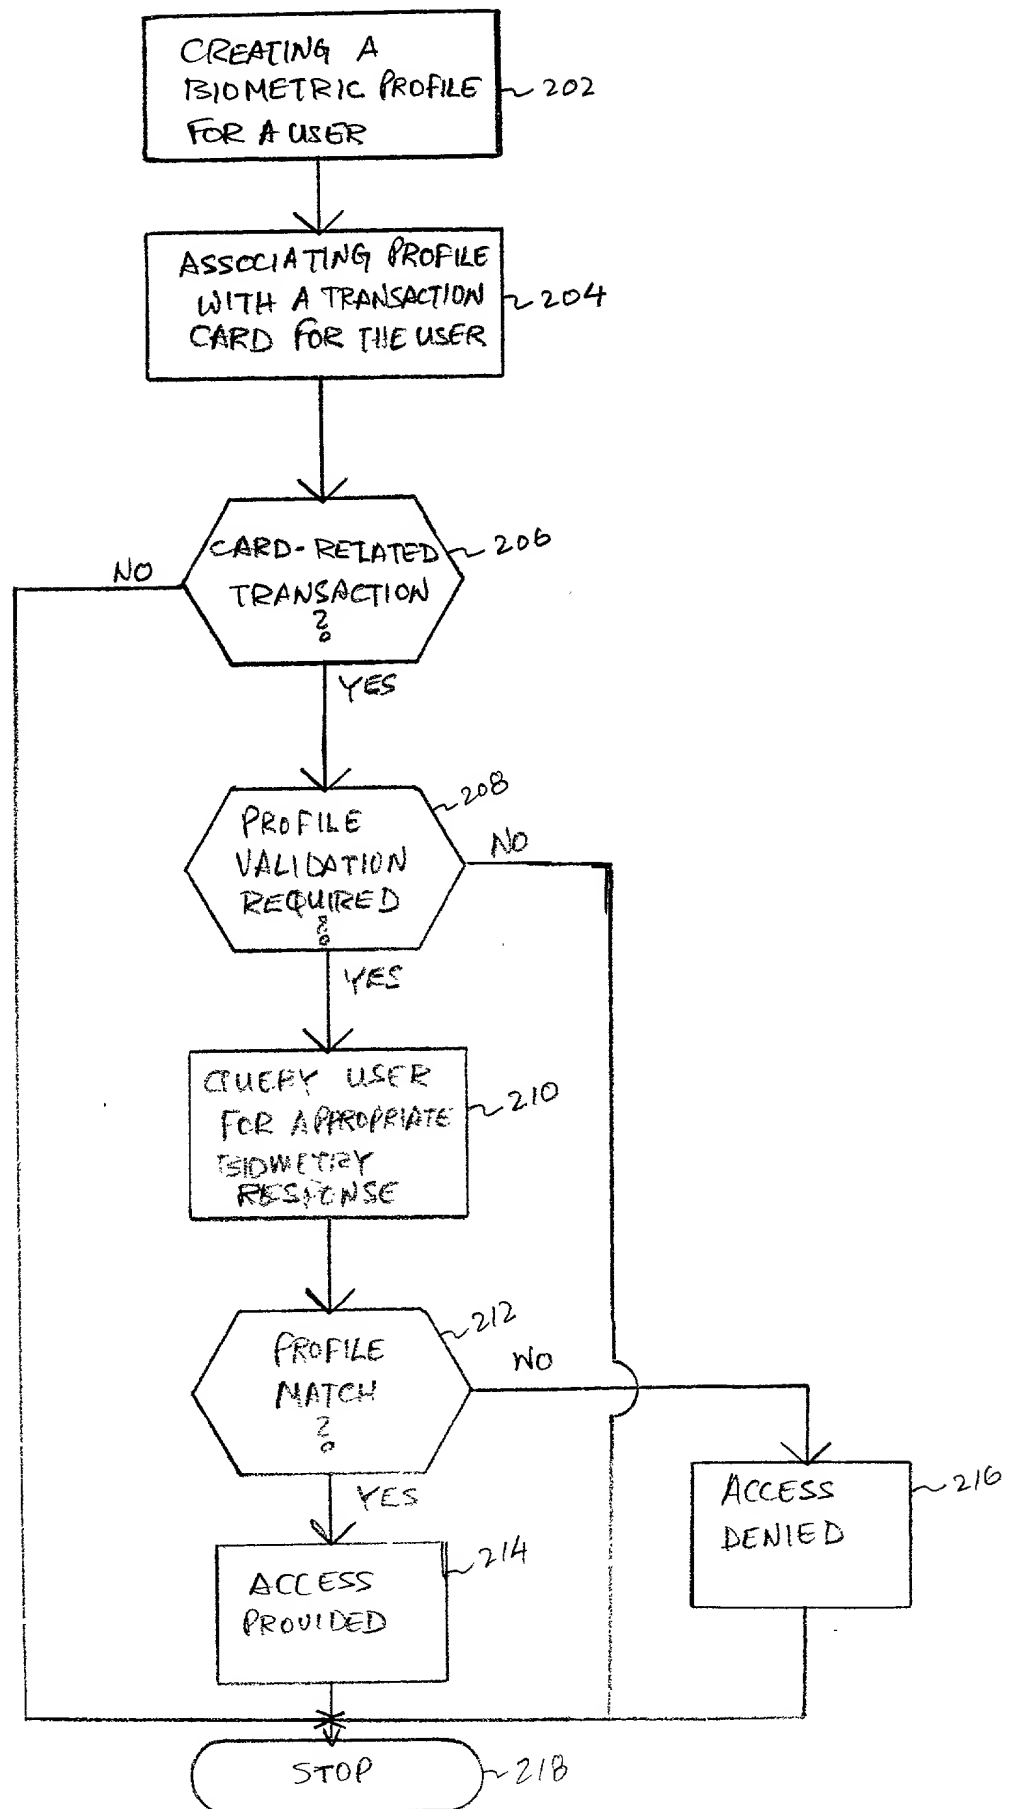 CREATING A
BIOMETRIC PROFILE
FOR A USER
202
ASSOCIATING PROFILE
WITH A TRANSACTION
CARD FOR THE USER
204
CARD-RELATED
TRANSACTION
?
206
NO
YES
PROFILE
VALIDATION
REQUIRED
?
208
NO
YES
QUERY USER
FOR APPROPRIATE
BIOMETRY
RESPONSE
210
PROFILE
MATCH
?
212
NO
YES
ACCESS
PROVIDED
214
ACCESS
DENIED
216
STOP
218